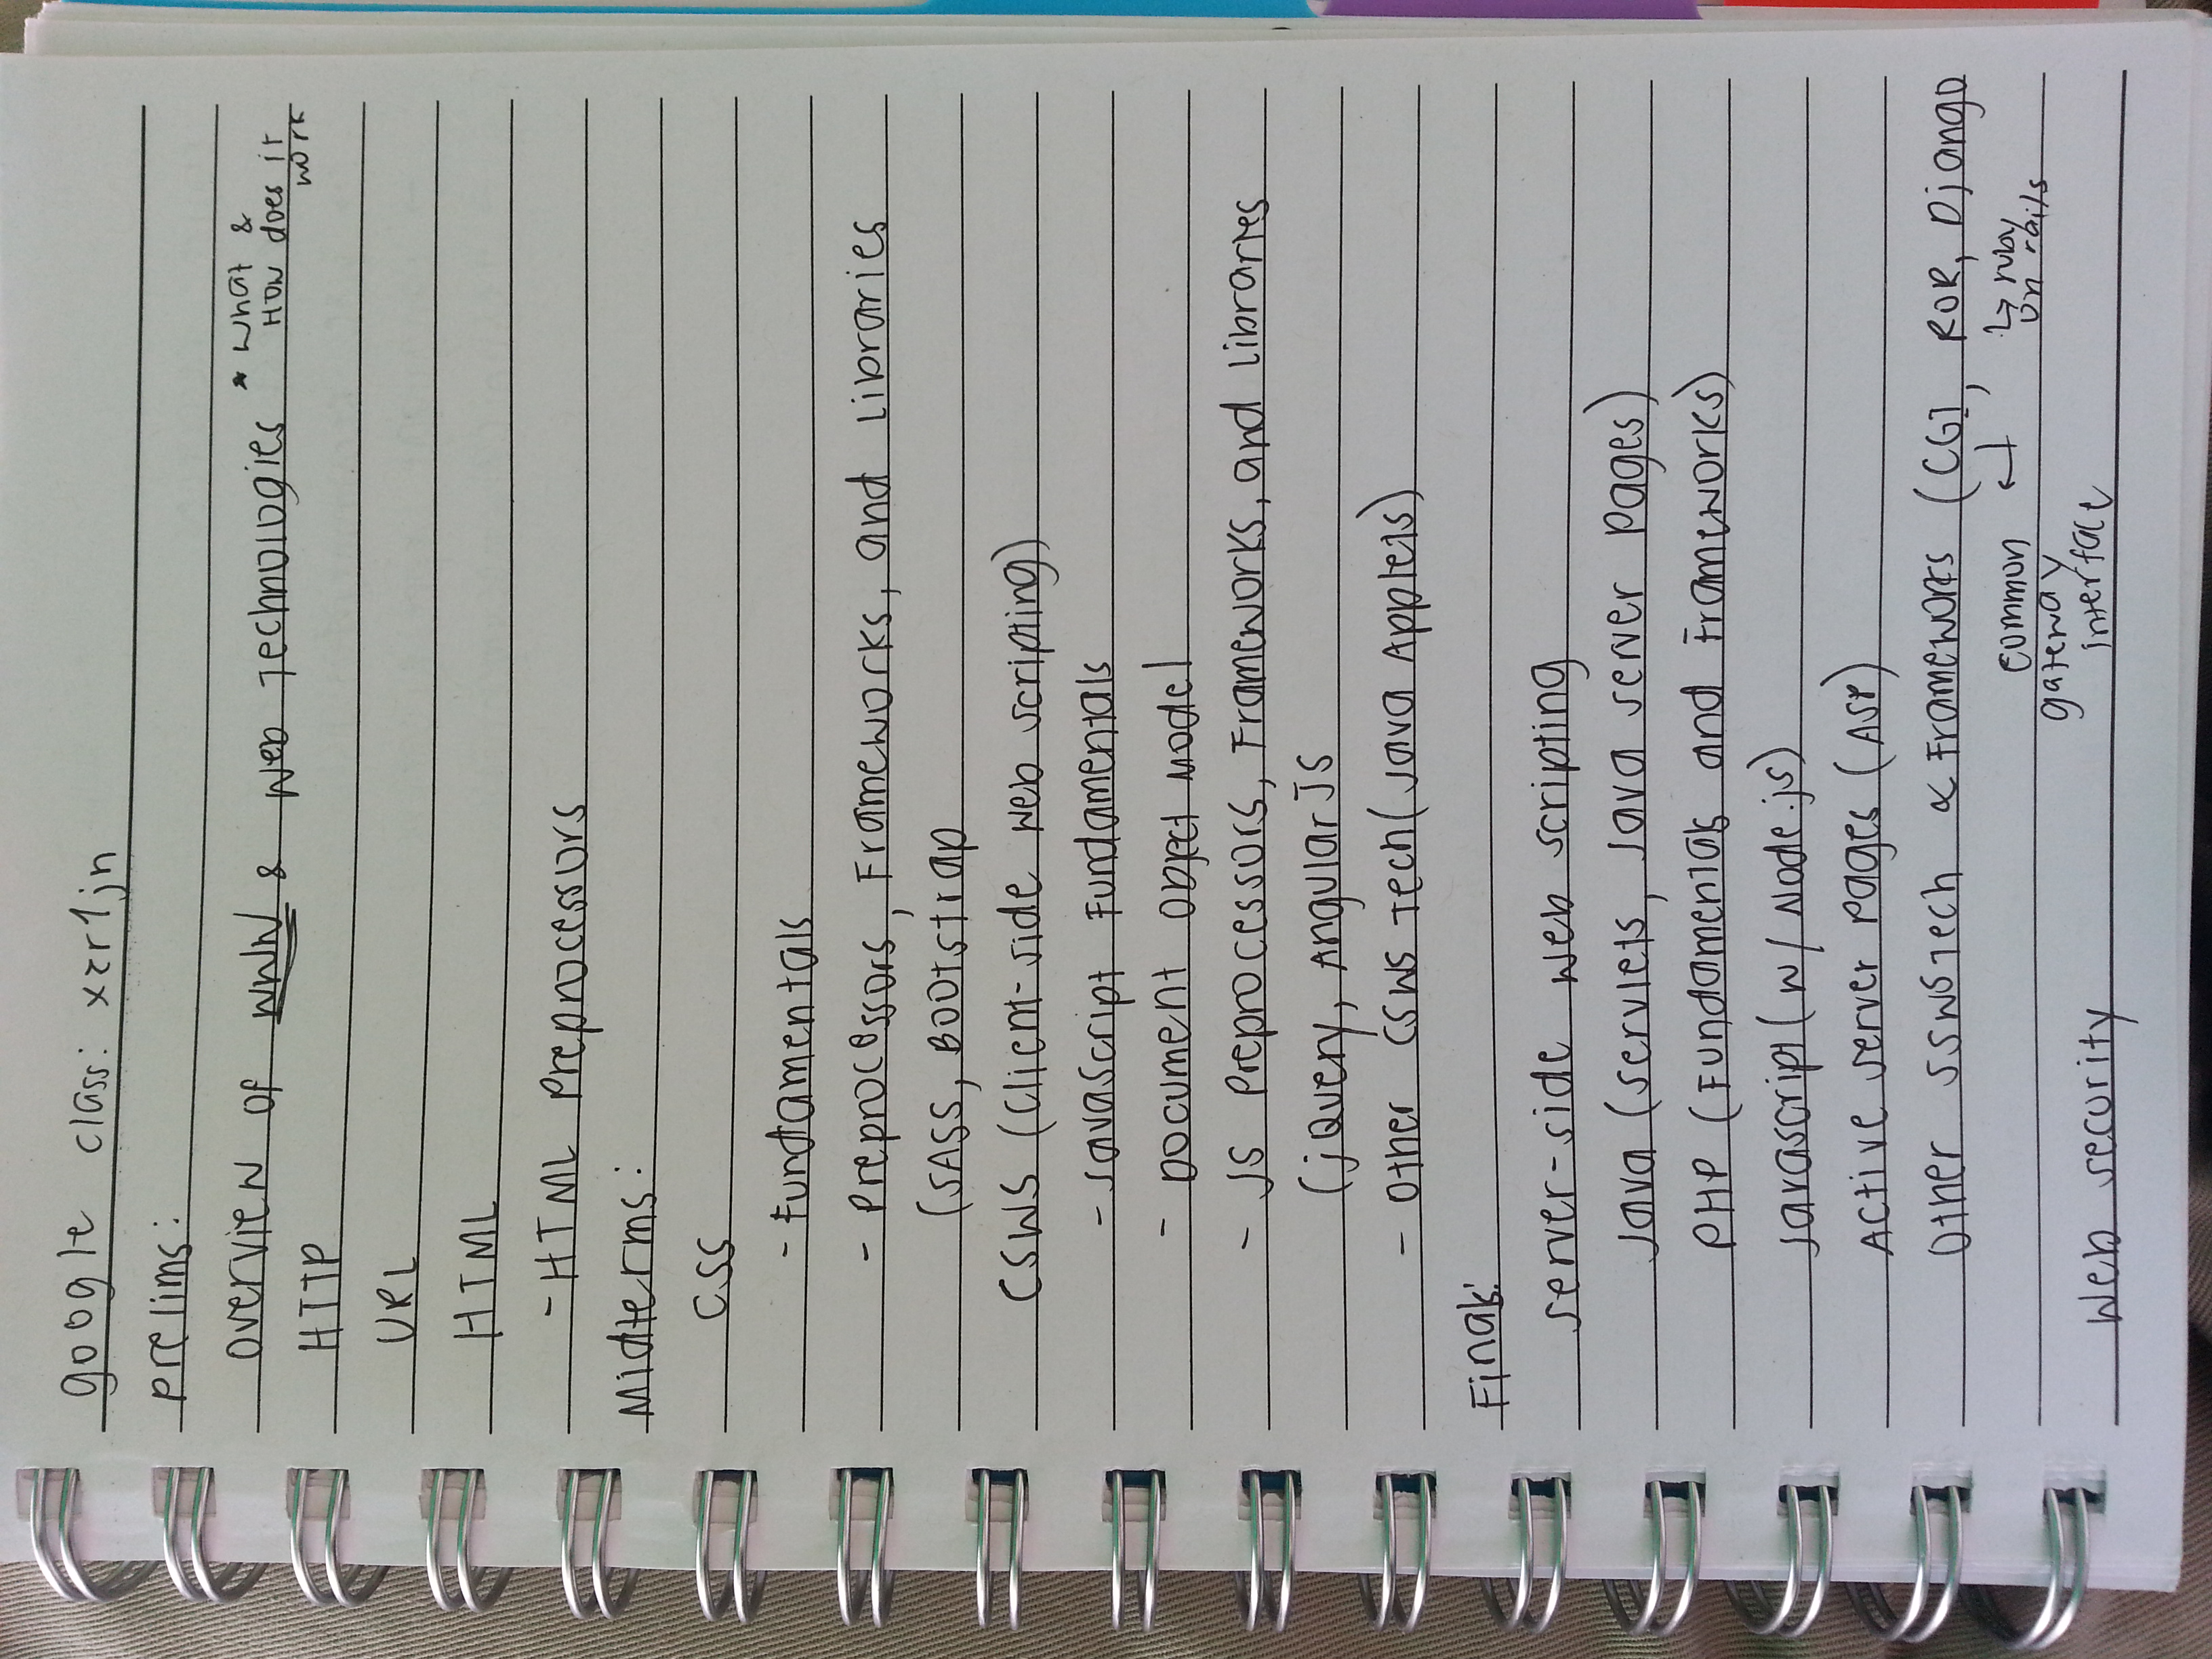 google class: xzr1jn
prelims:
overview of WWW & Web Technologies * What & How does it work
HTTP
URL
HTML
- HTML Preprocessors
Midterms:
CSS
- Fundamentals
- Preprocessors, Frameworks, and Libraries
(SASS, Bootstrap
CSWS (Client-side web scripting)
- Javascript Fundamentals
- Document Object Model
- JS Preprocessors, Frameworks, and Libraries
(jQuery, AngularJS
- Other CSWS Tech (Java Applets)
Finals:
server-side web scripting
Java (servlets, Java server pages)
PHP (Fundamentals and Frameworks)
Javascript (w/ Node.js)
Active server pages (ASP)
Other SSWS Tech & Frameworks (CGI, ROR, Django
common gateway interface
↳ ruby on rails
Web security